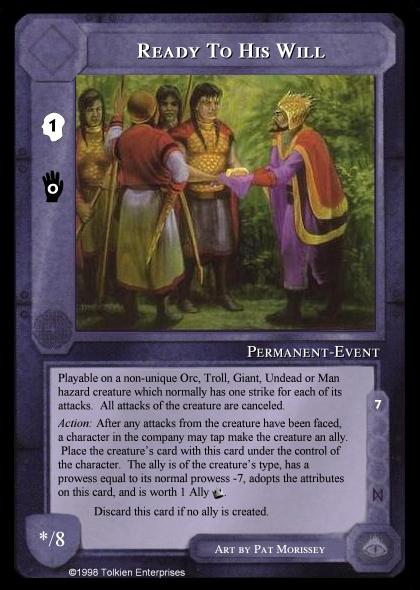 Ready To His Will
1
Permanent-Event
Playable on a non-unique Orc, Troll, Giant, Undead or Man
hazard creature which normally has one strike for each of its
attacks. All attacks of the creature are canceled.
7
Action: After any attacks from the creature have been faced,
a character in the company may tap make the creature an ally.
Place the creature's card with this card under the control of
the character. The ally is of the creature's type, has a
prowess equal to its normal prowess -7, adopts the attributes
on this card, and is worth 1 Ally .
Discard this card if no ally is created.
*/8
Art by Pat Morissey
©1998 Tolkien Enterprises